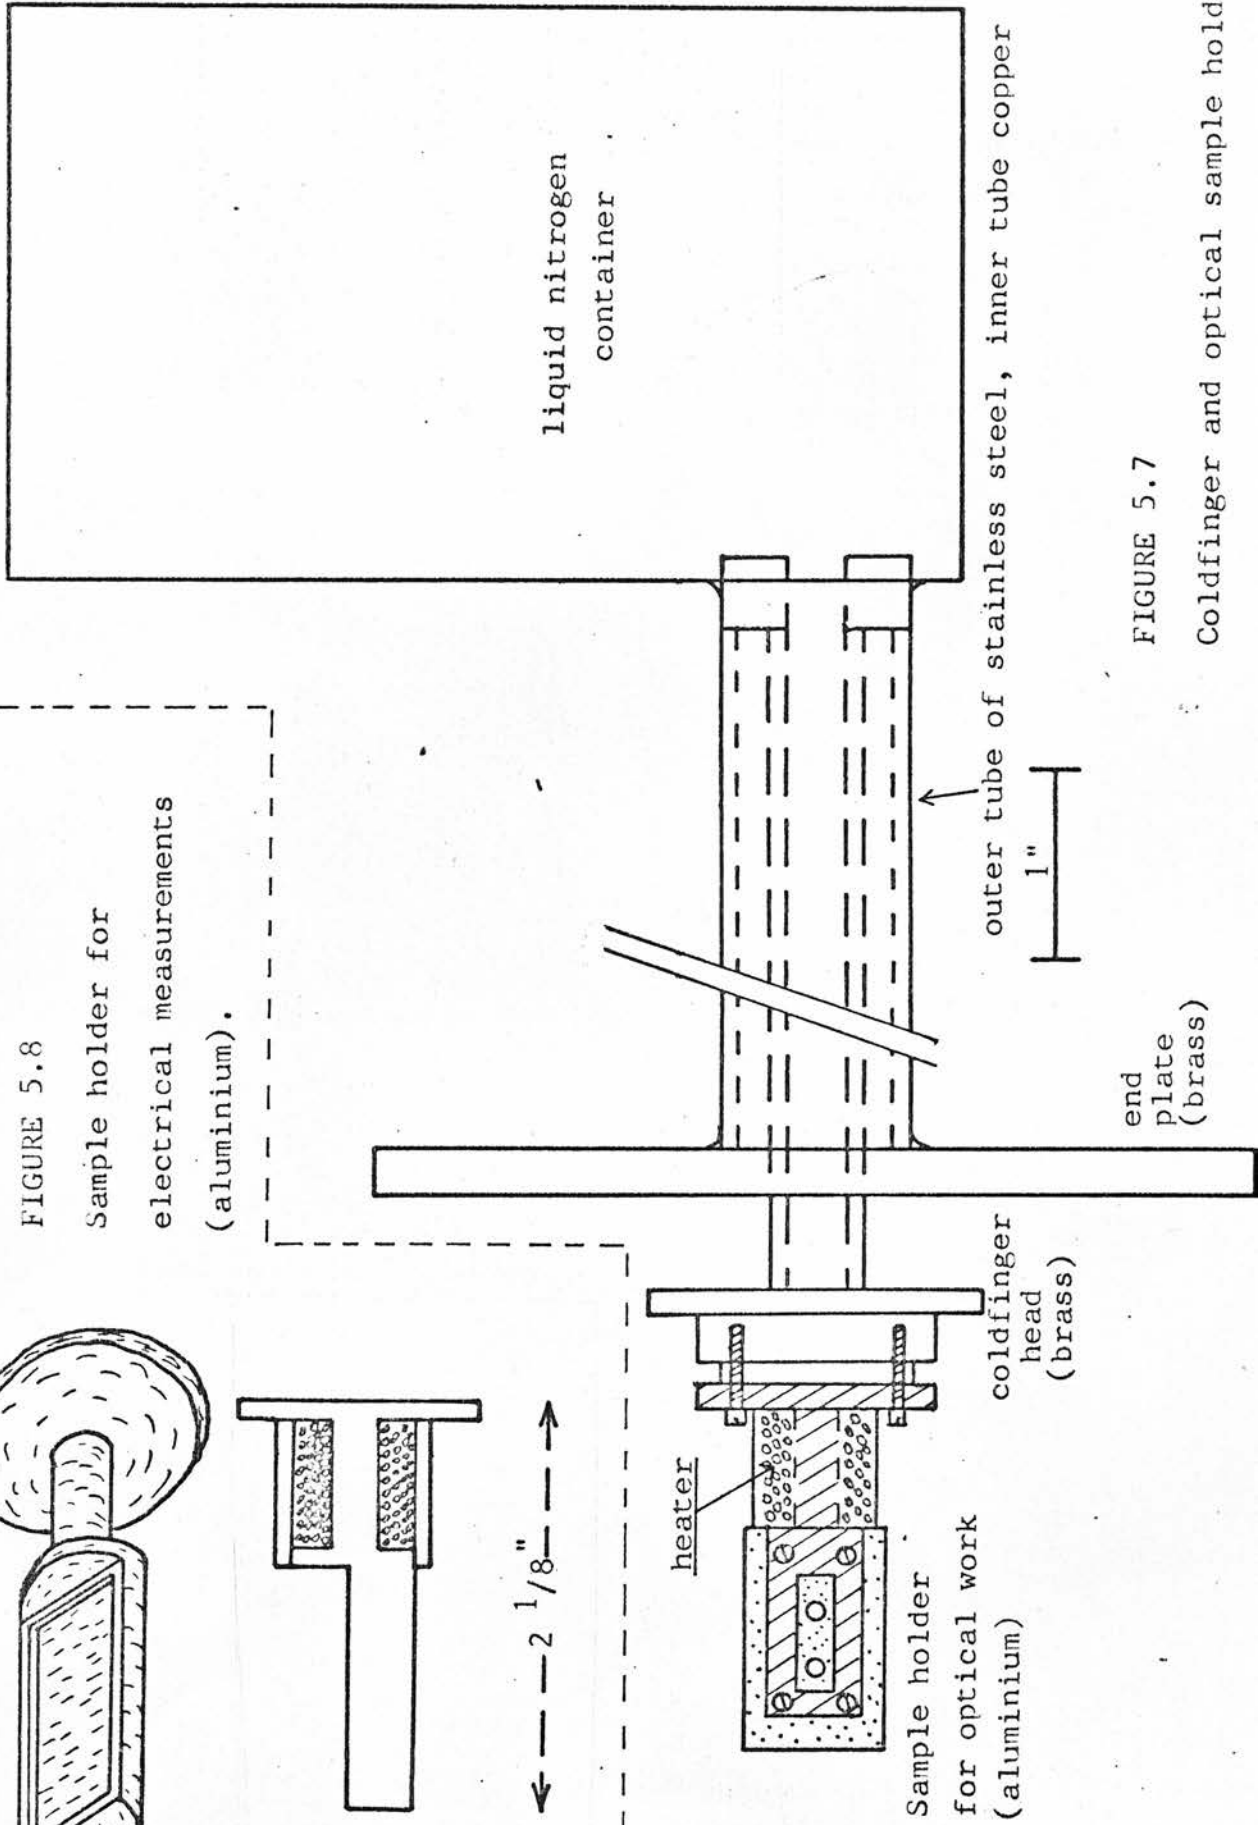 FIGURE 5.8
Sample holder for
electrical measurements
(aluminium).
2 1/8"
liquid nitrogen
container
outer tube of stainless steel, inner tube copper
1"
end
plate
(brass)
coldfinger
head
(brass)
heater
Sample holder
for optical work
(aluminium)
FIGURE 5.7
Coldfinger and optical sample hold